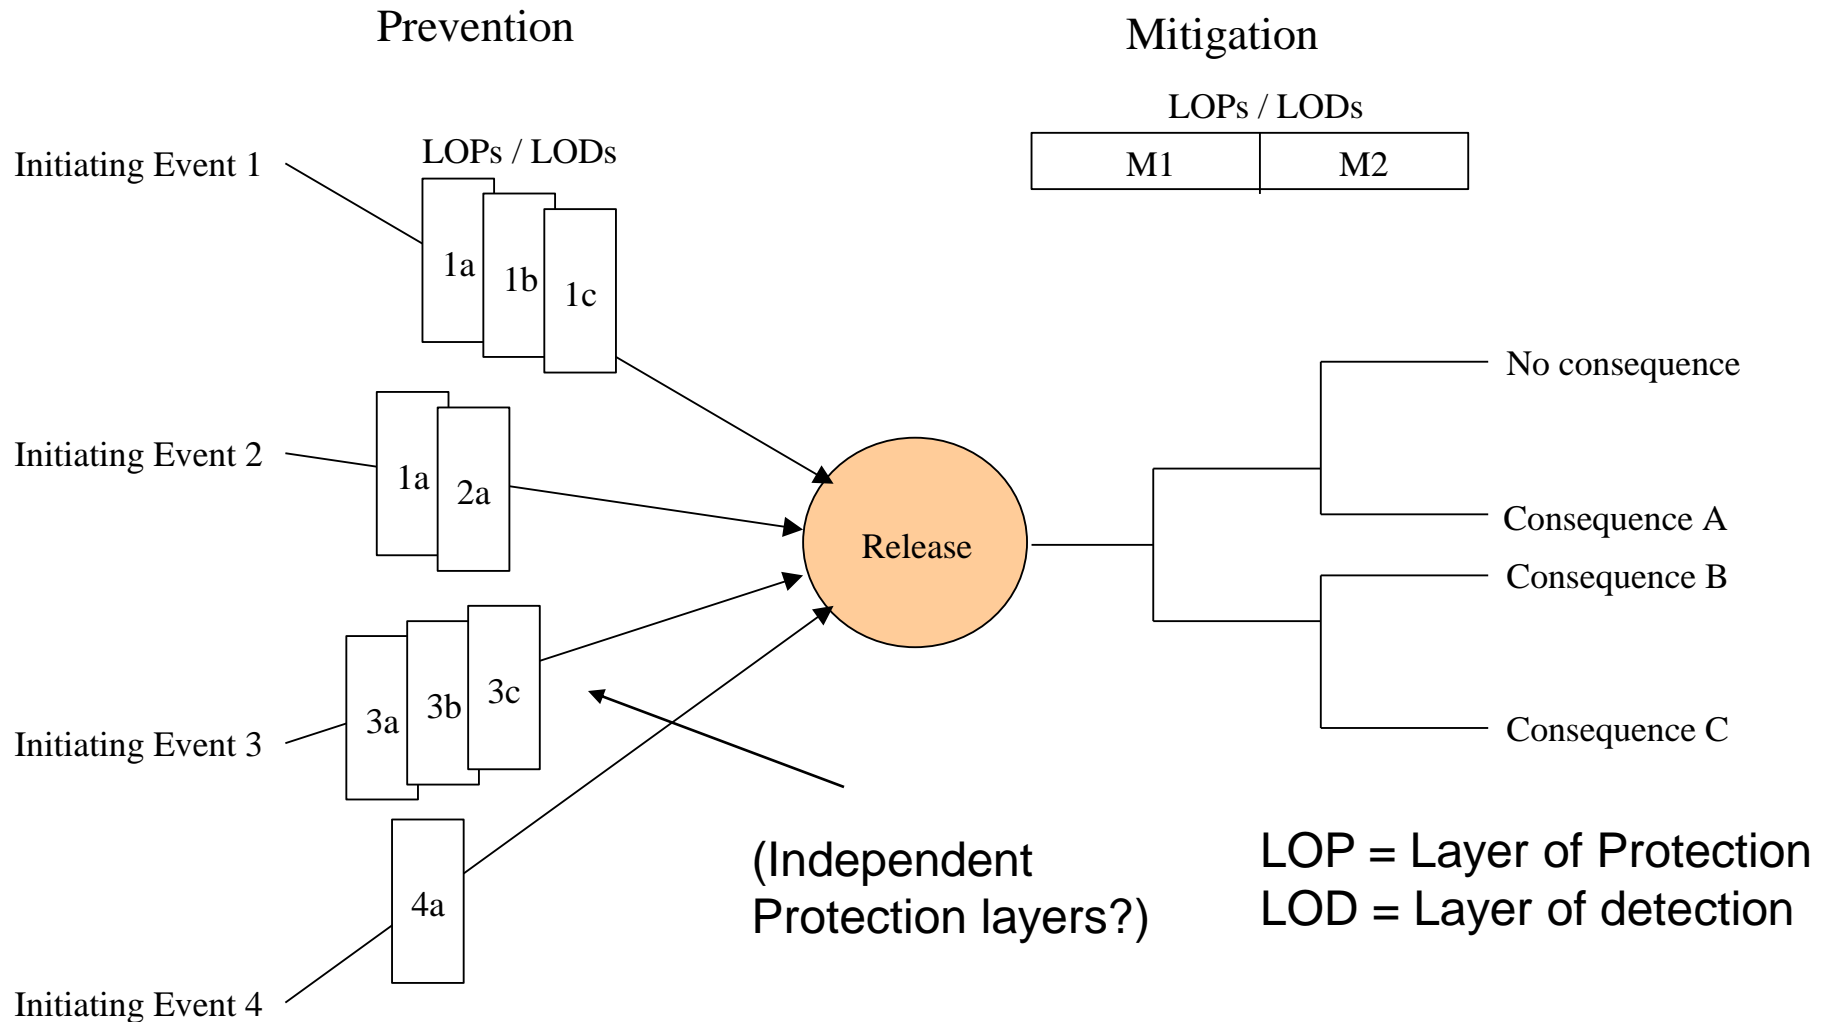 Prevention
Mitigation
LOPs / LODs
M1 M2
Initiating Event 1
LOPs / LODs
1a 1b 1c
Initiating Event 2
1a 2a
Initiating Event 3
3a 3b 3c
Initiating Event 4
4a
Release
No consequence
Consequence A
Consequence B
Consequence C
(Independent
Protection layers?)
LOP = Layer of Protection
LOD = Layer of detection